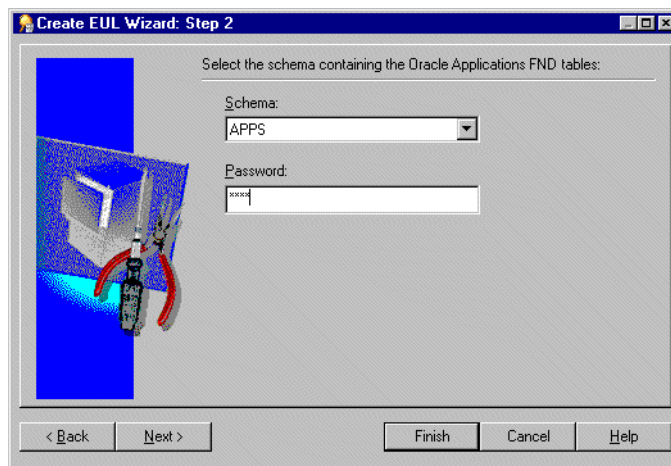 Create EUL Wizard: Step 2
Select the schema containing the Oracle Applications FND tables:
Schema:
APPS
Password:
****
< Back
Next >
Finish
Cancel
Help